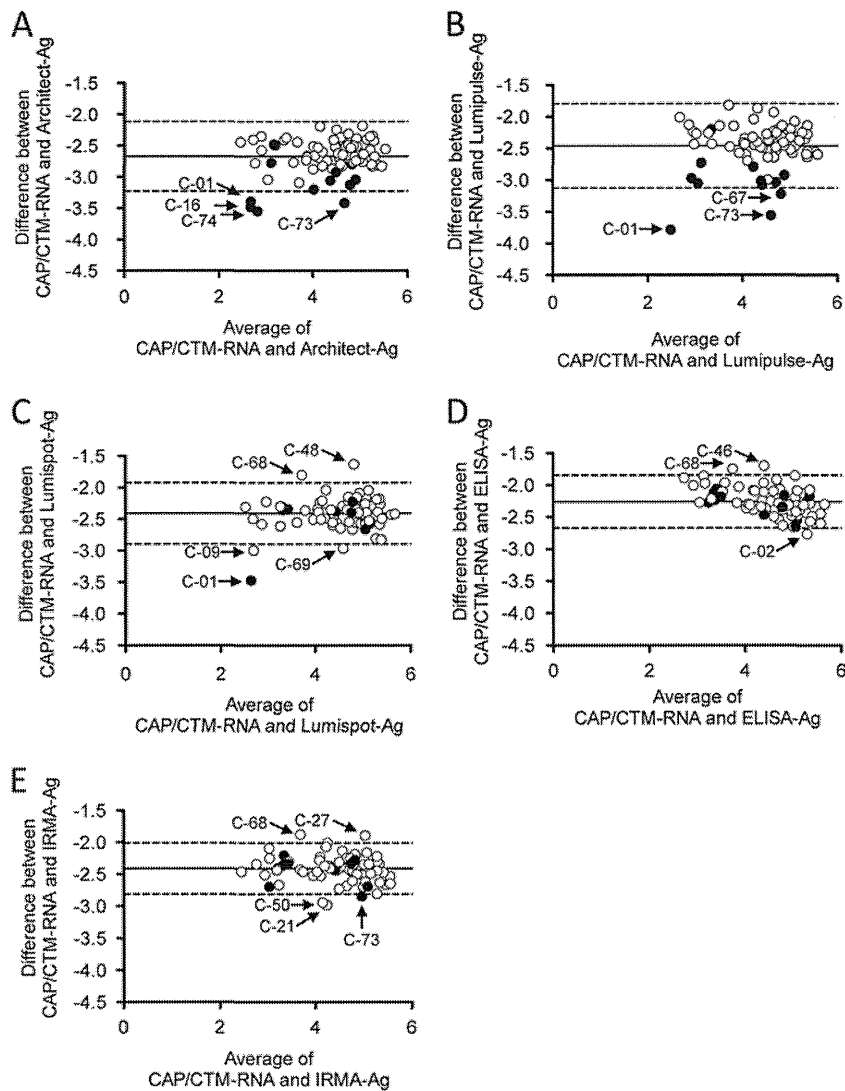 A
Difference between
CAP/CTM-RNA and Architect-Ag
-1.5
-2.0
-2.5
-3.0
-3.5
-4.0
-4.5
C-01
C-16
C-74
C-73
0 2 4 6
Average of
CAP/CTM-RNA and Architect-Ag
B
Difference between
CAP/CTM-RNA and Lumipulse-Ag
-1.5
-2.0
-2.5
-3.0
-3.5
-4.0
-4.5
C-67
C-73
C-01
0 2 4 6
Average of
CAP/CTM-RNA and Lumipulse-Ag
C
Difference between
CAP/CTM-RNA and Lumispot-Ag
-1.5
-2.0
-2.5
-3.0
-3.5
-4.0
-4.5
C-48
C-68
C-09
C-69
C-01
0 2 4 6
Average of
CAP/CTM-RNA and Lumispot-Ag
D
Difference between
CAP/CTM-RNA and ELISA-Ag
-1.5
-2.0
-2.5
-3.0
-3.5
-4.0
-4.5
C-46
C-68
C-02
0 2 4 6
Average of
CAP/CTM-RNA and ELISA-Ag
E
Difference between
CAP/CTM-RNA and IRMA-Ag
-1.5
-2.0
-2.5
-3.0
-3.5
-4.0
-4.5
C-68
C-27
C-50
C-21
C-73
0 2 4 6
Average of
CAP/CTM-RNA and IRMA-Ag